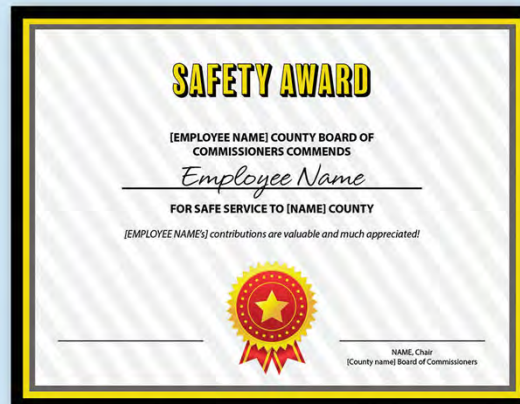 SAFETY AWARD
[EMPLOYEE NAME] COUNTY BOARD OF
COMMISSIONERS COMMENDS
Employee Name
FOR SAFE SERVICE TO [NAME] COUNTY
[EMPLOYEE NAME's] contributions are valuable and much appreciated!
NAME, Chair
[County name] Board of Commissioners